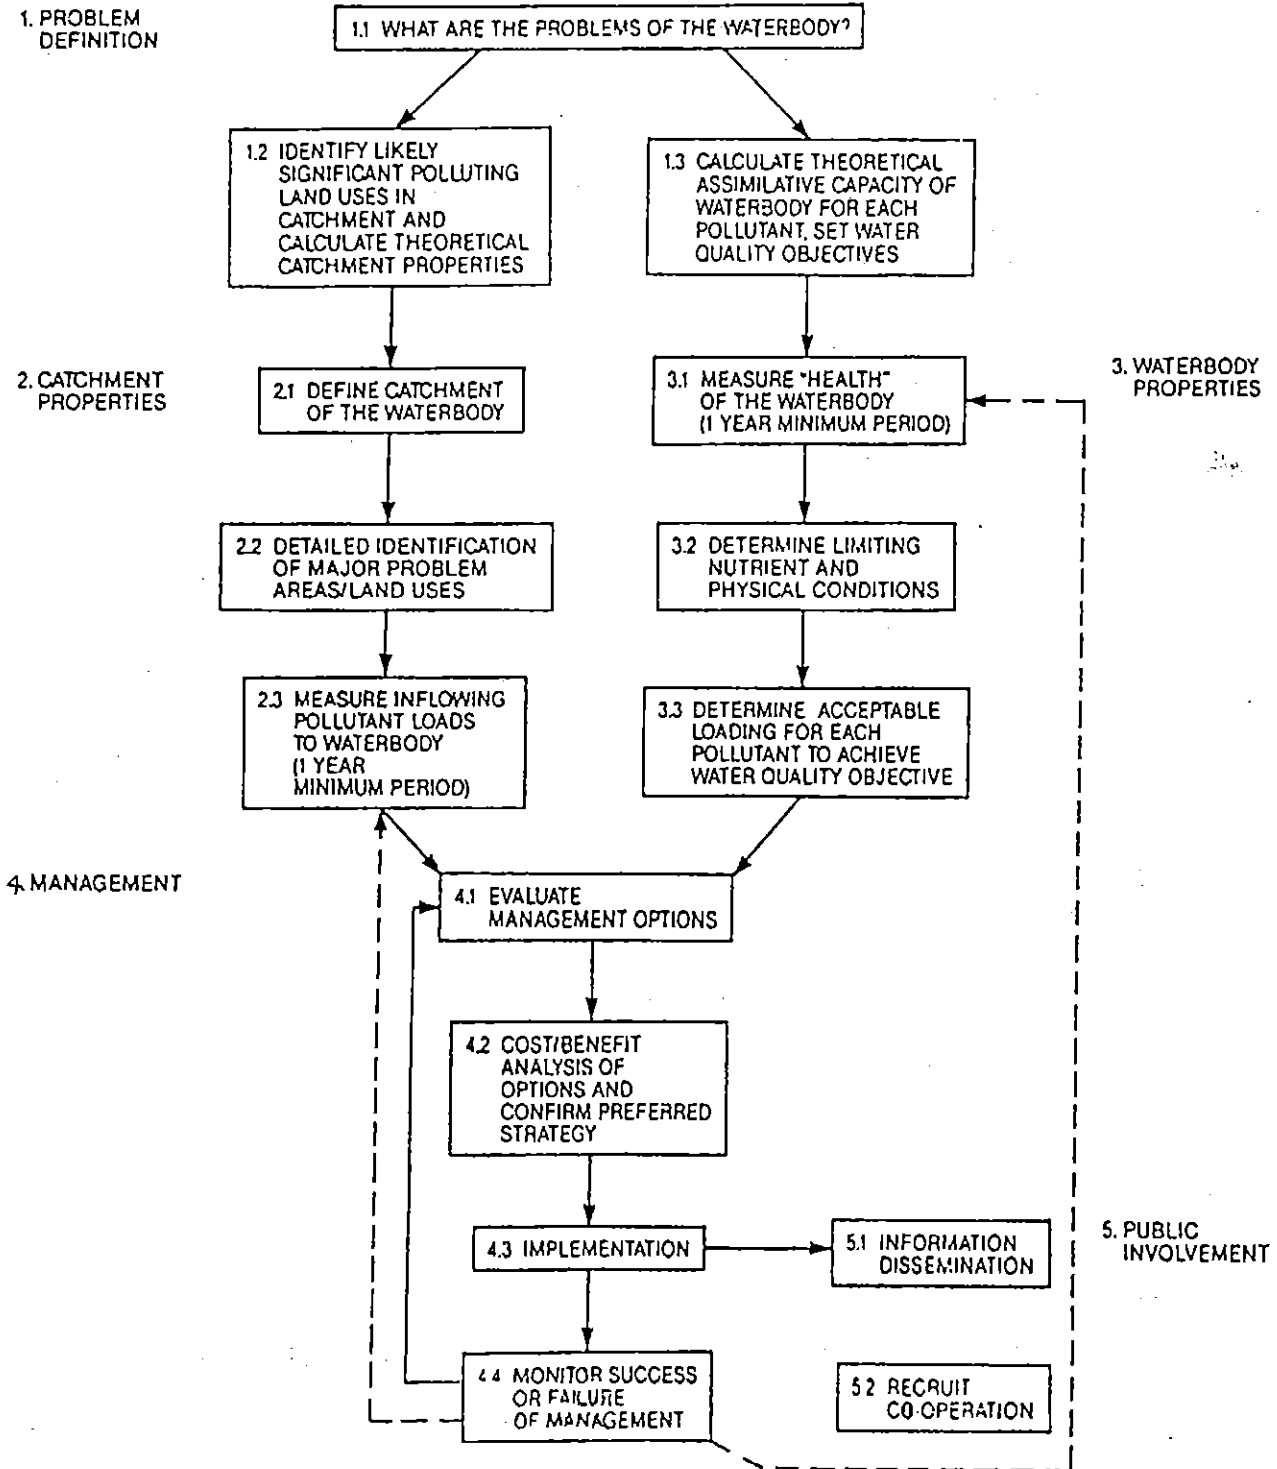 1. PROBLEM
DEFINITION
1.1 WHAT ARE THE PROBLEMS OF THE WATERBODY?
1.2 IDENTIFY LIKELY
SIGNIFICANT POLLUTING
LAND USES IN
CATCHMENT AND
CALCULATE THEORETICAL
CATCHMENT PROPERTIES
1.3 CALCULATE THEORETICAL
ASSIMILATIVE CAPACITY OF
WATERBODY FOR EACH
POLLUTANT, SET WATER
QUALITY OBJECTIVES
2. CATCHMENT
PROPERTIES
2.1 DEFINE CATCHMENT
OF THE WATERBODY
3.1 MEASURE "HEALTH"
OF THE WATERBODY
(1 YEAR MINIMUM PERIOD)
3. WATERBODY
PROPERTIES
2.2 DETAILED IDENTIFICATION
OF MAJOR PROBLEM
AREAS/LAND USES
3.2 DETERMINE LIMITING
NUTRIENT AND
PHYSICAL CONDITIONS
2.3 MEASURE INFLOWING
POLLUTANT LOADS
TO WATERBODY
(1 YEAR
MINIMUM PERIOD)
3.3 DETERMINE ACCEPTABLE
LOADING FOR EACH
POLLUTANT TO ACHIEVE
WATER QUALITY OBJECTIVE
4. MANAGEMENT
4.1 EVALUATE
MANAGEMENT OPTIONS
4.2 COST/BENEFIT
ANALYSIS OF
OPTIONS AND
CONFIRM PREFERRED
STRATEGY
4.3 IMPLEMENTATION
5.1 INFORMATION
DISSEMINATION
5. PUBLIC
INVOLVEMENT
4.4 MONITOR SUCCESS
OR FAILURE
OF MANAGEMENT
5.2 RECRUIT
CO-OPERATION